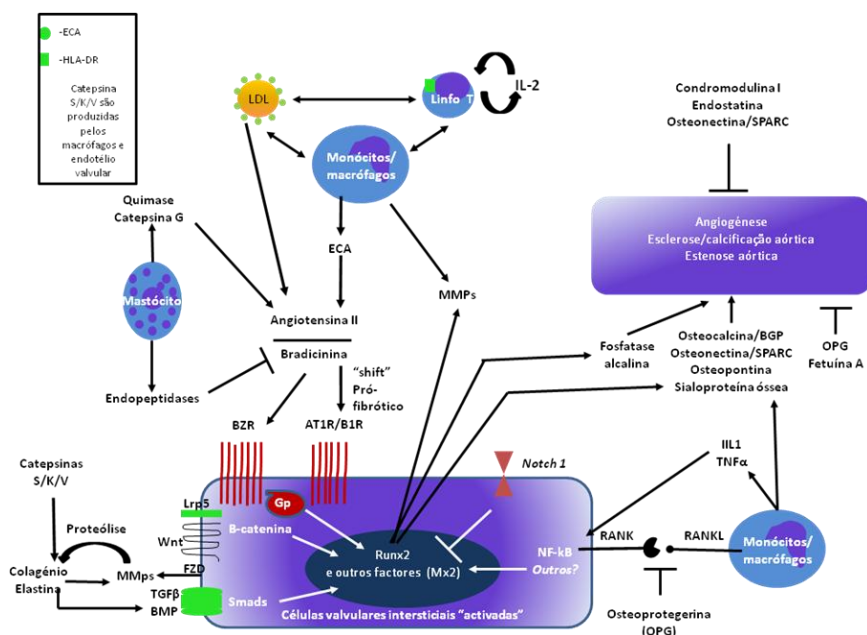 -ECA
-HLA-DR
Catepsina
S/K/V são
produzidas
pelos
macrófagos e
endotélio
valvular
LDL
Linfo T
IL-2
Monócitos/
macrófagos
Condromodulina I
Endostatina
Osteonectina/SPARC
Quimase
Catepsina G
ECA
Mastócito
MMPs
Angiogénese
Esclerose/calcificação aórtica
Estenose aórtica
Angiotensina II
Bradicinina
Endopeptidases
"shift"
Pró-
fibrótico
Fosfatase
alcalina
Osteocalcina/BGP
Osteonectina/SPARC
Osteopontina
Sialoproteína óssea
OPG
Fetuína A
BZR
AT1R/B1R
Notch 1
IIL1
TNFα
Catepsinas
S/K/V
Proteólise
Colagénio
Elastina
MMps
Lrp5
Wnt
FZD
TGFβ
BMP
Gp
B-catenina
Smads
Runx2
e outros factores (Mx2)
NF-kB
Outros?
Células valvulares intersticiais "activadas"
RANK
RANKL
Monócitos/
macrófagos
Osteoprotegerina
(OPG)